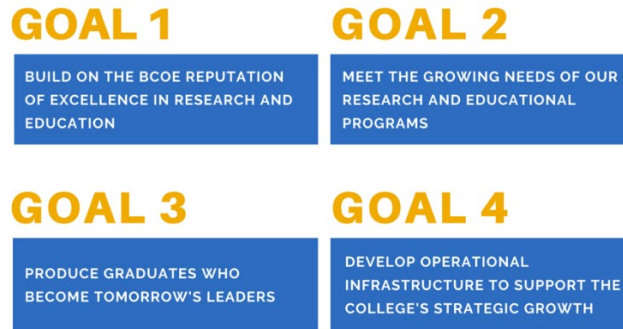 GOAL 1
BUILD ON THE BCOE REPUTATION
OF EXCELLENCE IN RESEARCH AND
EDUCATION
GOAL 2
MEET THE GROWING NEEDS OF OUR
RESEARCH AND EDUCATIONAL
PROGRAMS
GOAL 3
PRODUCE GRADUATES WHO
BECOME TOMORROW'S LEADERS
GOAL 4
DEVELOP OPERATIONAL
INFRASTRUCTURE TO SUPPORT THE
COLLEGE'S STRATEGIC GROWTH